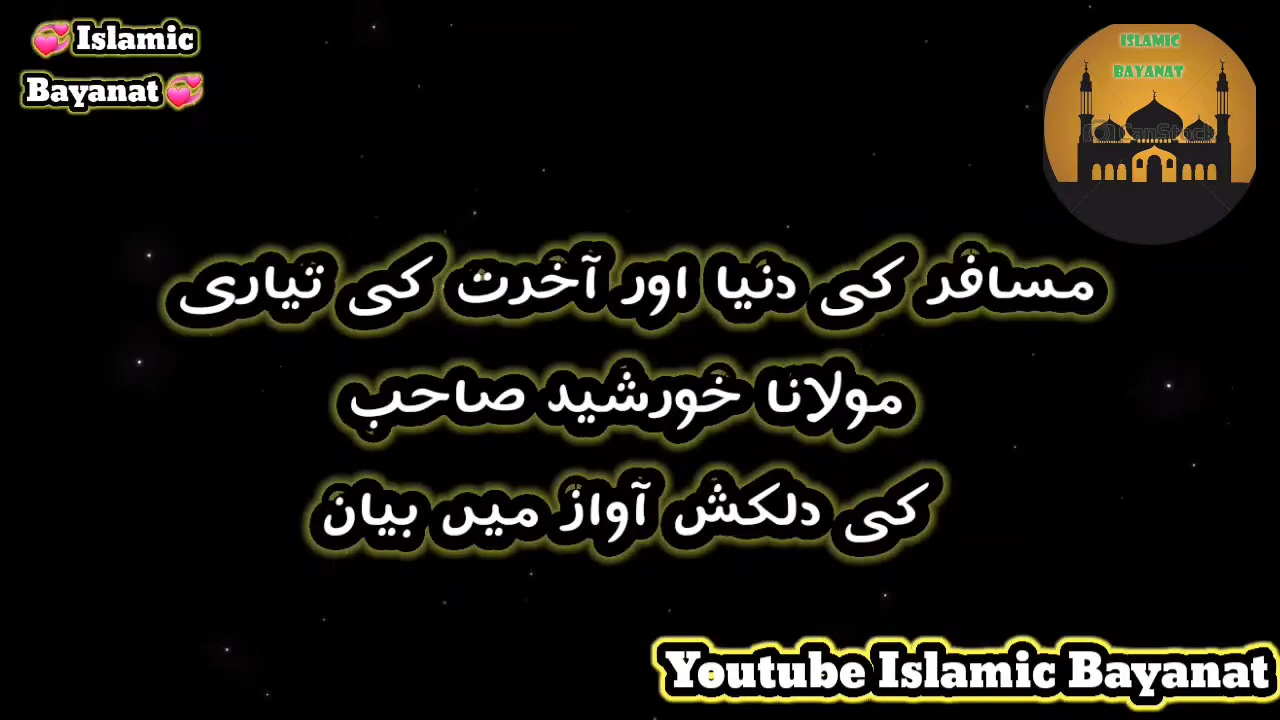 💞Islamic
Bayanat💞
ISLAMIC
BAYANAT
CanStock
مسافر کی دنیا اور آخرت کی تیاری
مولانا خورشید صاحب
کی دلکش آواز میں بیان
Youtube Islamic Bayanat